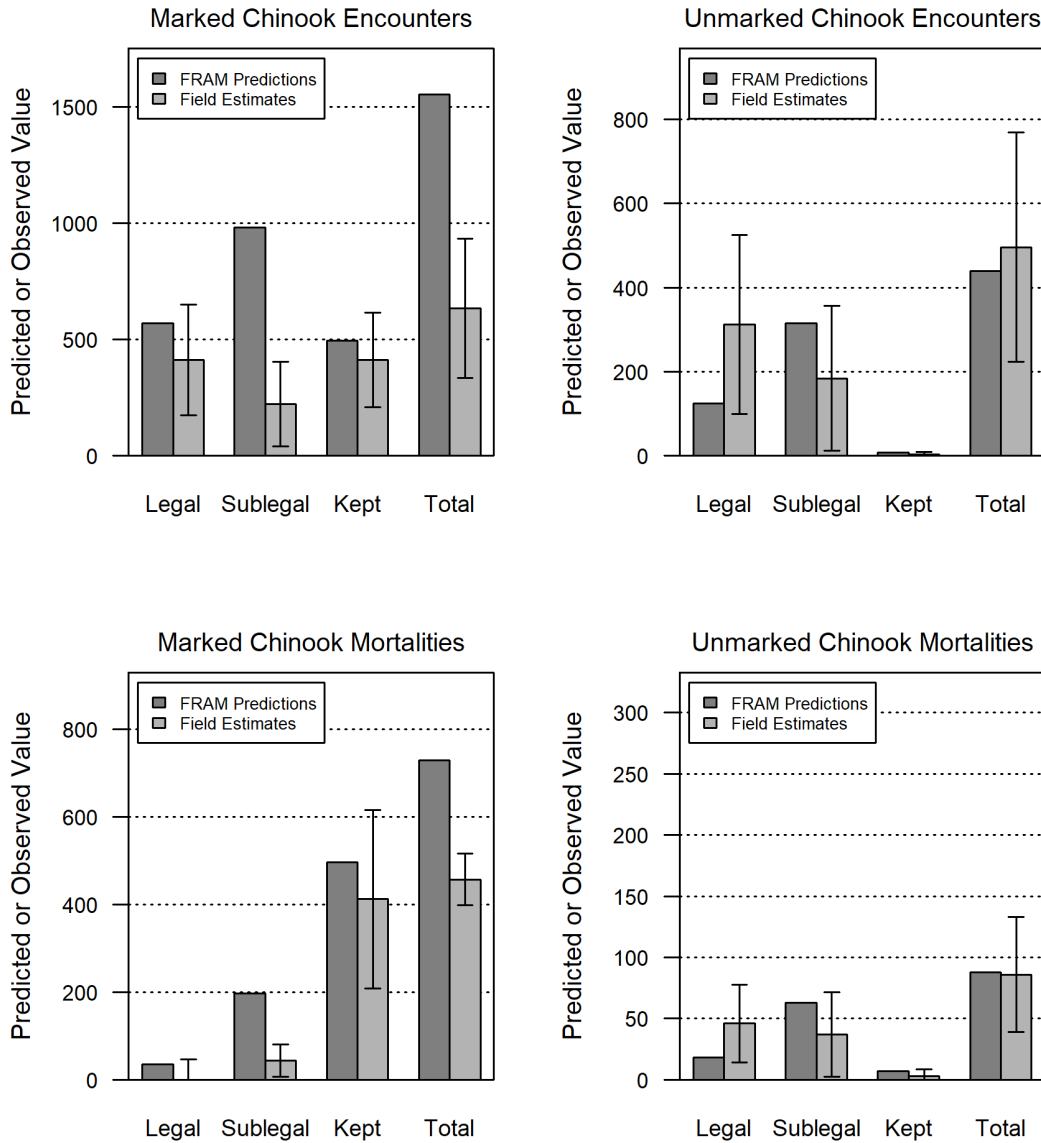 Marked Chinook Encounters
Predicted or Observed Value
FRAM Predictions
Field Estimates
1500
1000
500
0
Legal Sublegal Kept Total
Unmarked Chinook Encounters
Predicted or Observed Value
FRAM Predictions
Field Estimates
800
600
400
200
0
Legal Sublegal Kept Total
Marked Chinook Mortalities
Predicted or Observed Value
FRAM Predictions
Field Estimates
800
600
400
200
0
Legal Sublegal Kept Total
Unmarked Chinook Mortalities
Predicted or Observed Value
FRAM Predictions
Field Estimates
300
250
200
150
100
50
0
Legal Sublegal Kept Total